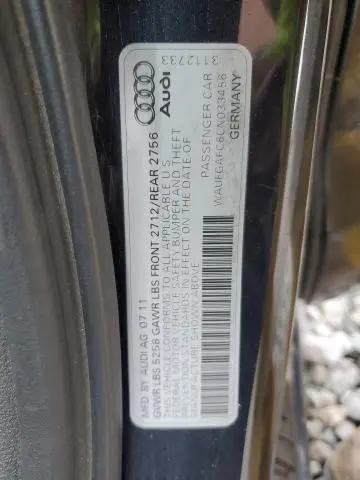 3112733
Audi
MFD BY AUDI AG 07 11
GVWR LBS 5258 GAWR LBS FRONT 2712/REAR 2756
THIS VEHICLE CONFORMS TO ALL APPLICABLE U S
FEDERAL MOTOR VEHICLE SAFETY BUMPER AND THEFT
PREVENTION STANDARDS IN EFFECT ON THE DATE OF
MANUFACTURE SHOWN ABOVE
PASSENGER CAR
WAUFGAFC6CN033456
GERMANY